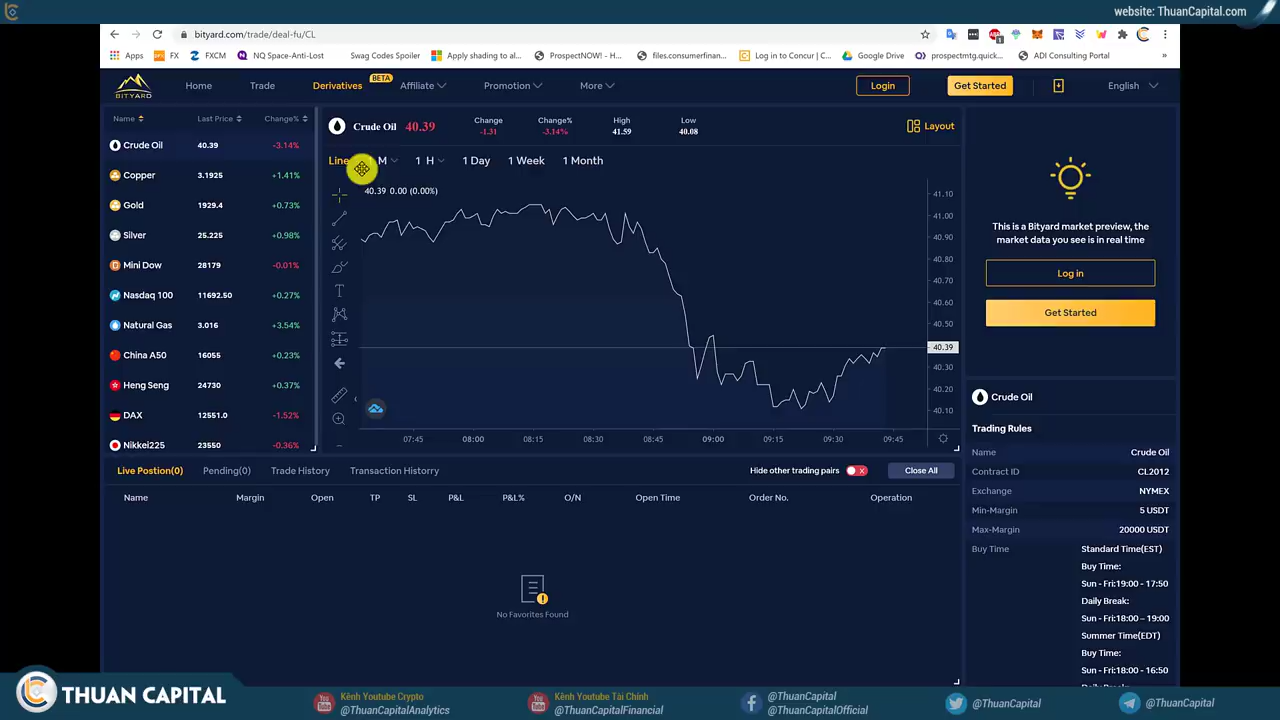 website: ThuanCapital.com
bityard.com/trade/deal-fu/CL
Apps
FX
FXCM
NQ Space-Anti-Lost
Swag Codes Spoiler
Apply shading to al...
ProspectNOW! - H...
files.consumerfinan...
Log in to Concur | C...
Google Drive
prospectmtg.quick...
ADI Consulting Portal
»
BITYARD
Home
Trade
Derivatives
BETA
Affiliate
Promotion
More
Login
Get Started
English
Name
Last Price
Change%
Crude Oil 40.39 -3.14%
Copper 3.1925 +1.41%
Gold 1929.4 +0.73%
Silver 25.225 +0.98%
Mini Dow 28179 -0.01%
Nasdaq 100 11692.50 +0.27%
Natural Gas 3.016 +3.54%
China A50 16055 +0.23%
Heng Seng 24730 +0.37%
DAX 12551.0 -1.52%
Nikkei225 23550 -0.36%
Crude Oil 40.39
Change
-1.31
Change%
-3.14%
High
41.59
Low
40.08
Layout
Line
M
1 H
1 Day
1 Week
1 Month
40.39 0.00 (0.00%)
41.10
41.00
40.90
40.80
40.70
40.60
40.50
40.39
40.30
40.20
40.10
07:45
08:00
08:15
08:30
08:45
09:00
09:15
09:30
09:45
This is a Bityard market preview, the
market data you see is in real time
Log in
Get Started
Crude Oil
Trading Rules
Name Crude Oil
Contract ID CL2012
Exchange NYMEX
Min-Margin 5 USDT
Max-Margin 20000 USDT
Buy Time Standard Time(EST)
Buy Time:
Sun - Fri:19:00 - 17:50
Daily Break:
Sun - Fri:18:00 – 19:00
Summer Time(EDT)
Buy Time:
Sun - Fri:18:00 - 16:50
Daily Break:
Live Postion(0)
Pending(0)
Trade History
Transaction Historry
Hide other trading pairs
X
Close All
Name
Margin
Open
TP
SL
P&L
P&L%
O/N
Open Time
Order No.
Operation
No Favorites Found
THUAN CAPITAL
Kênh Youtube Crypto
@ThuanCapitalAnalytics
Kênh Youtube Tài Chính
@ThuanCapitalFinancial
@ThuanCapital
@ThuanCapitalOfficial
@ThuanCapital
@ThuanCapital